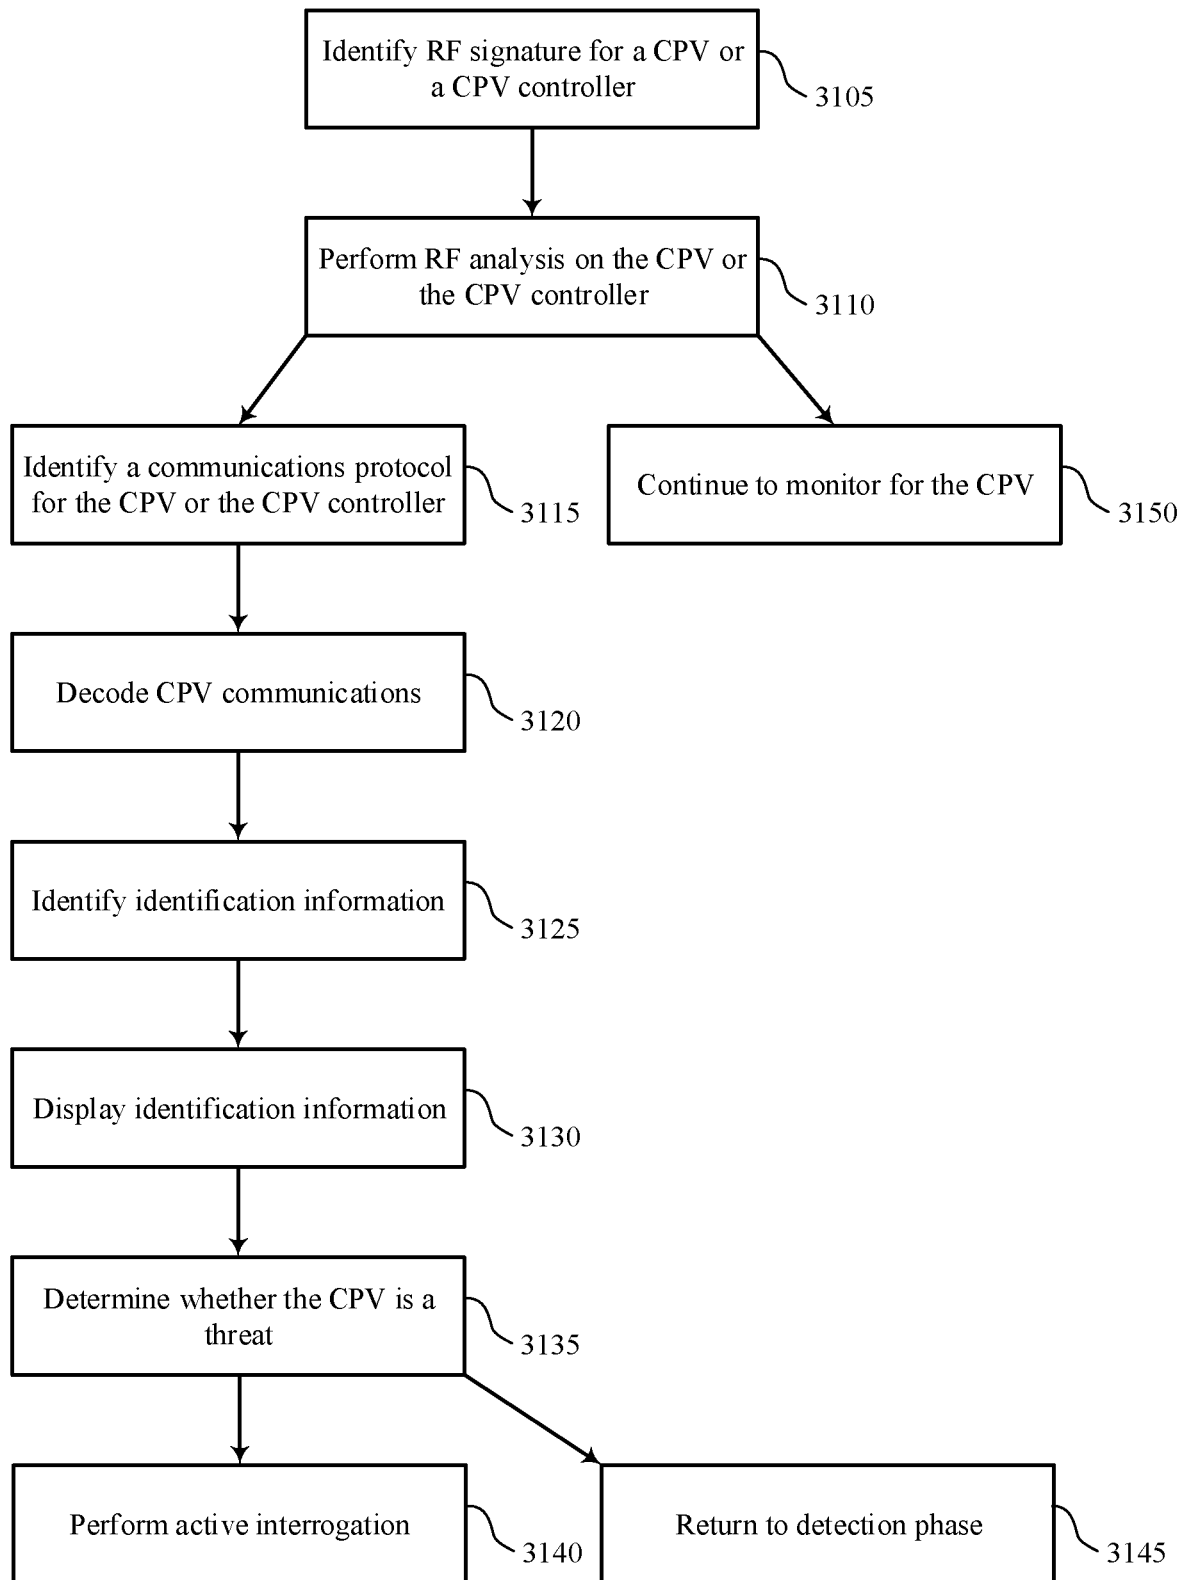 Identify RF signature for a CPV or
a CPV controller
3105
Perform RF analysis on the CPV or
the CPV controller
3110
Identify a communications protocol
for the CPV or the CPV controller
3115
Continue to monitor for the CPV
3150
Decode CPV communications
3120
Identify identification information
3125
Display identification information
3130
Determine whether the CPV is a
threat
3135
Perform active interrogation
3140
Return to detection phase
3145